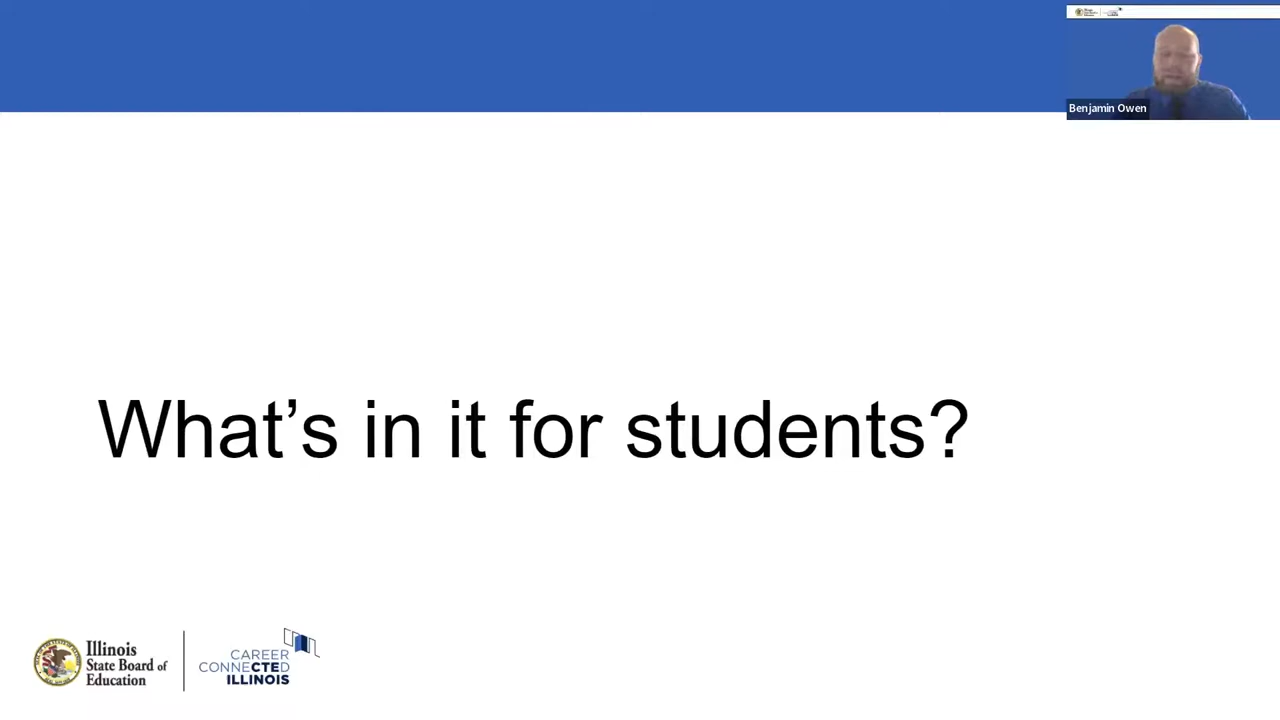 Benjamin Owen
What’s in it for students?
Illinois
State Board of
Education
CAREER
CONNECTED
ILLINOIS